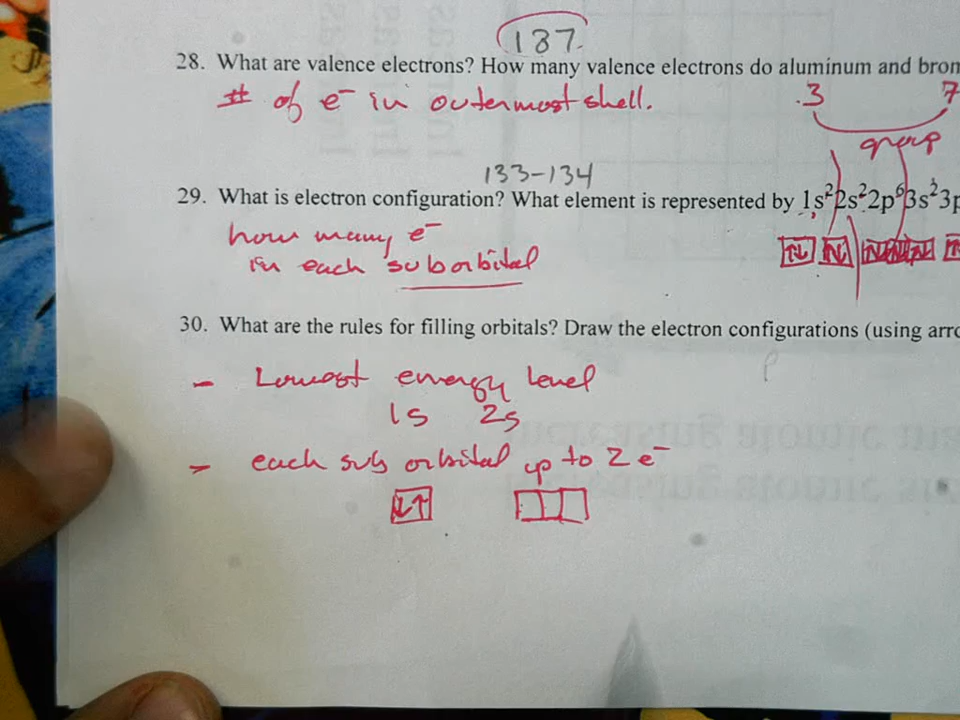 187
28. What are valence electrons? How many valence electrons do aluminum and brom
# of e⁻ in outermost shell.
3 7
group
133-134
29. What is electron configuration? What element is represented by 1s²2s²2p⁶3s²3p
how many e⁻
in each suborbital
30. What are the rules for filling orbitals? Draw the electron configurations (using arro
- Lowest energy level
1s 2s
- each sub orbital up to 2 e⁻